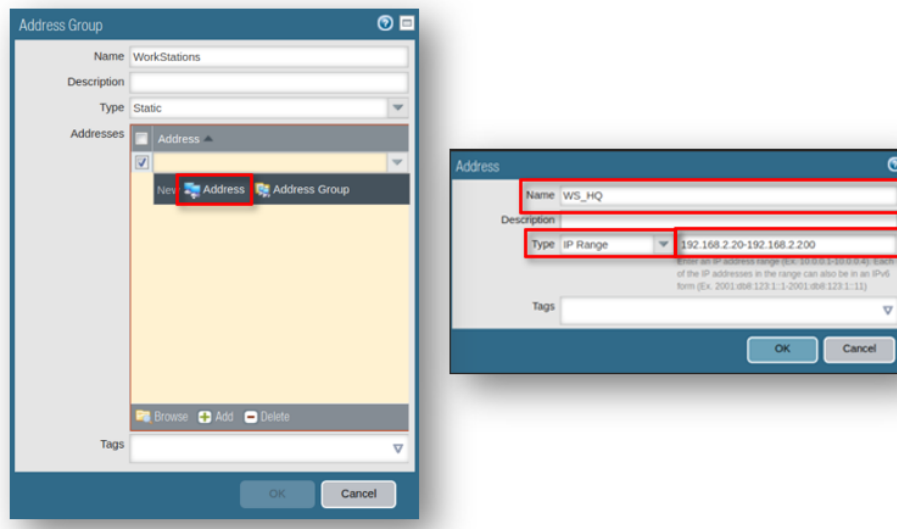 Address Group
Name WorkStations
Description
Type Static
Addresses
Address
New Address Address Group
Browse Add Delete
Tags
OK Cancel
Address
Name WS_HQ
Description
Type IP Range 192.168.2.20-192.168.2.200
Enter an IP address range (Ex. 10.0.0.1-10.0.0.4). Each
of the IP addresses in the range can also be in an IPv6
form (Ex. 2001:db8:123:1::1-2001:db8:123:1::11)
Tags
OK Cancel